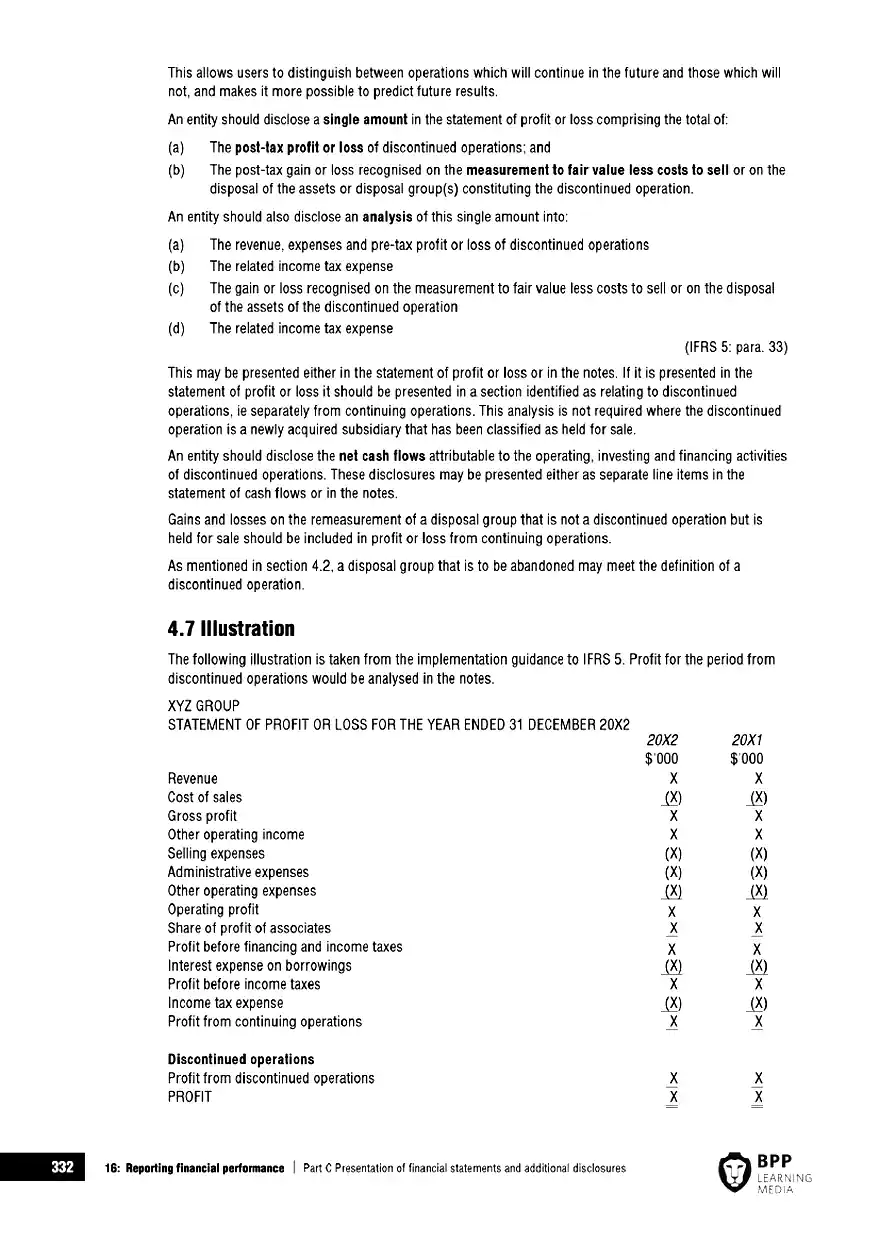 This allows users to distinguish between operations which will continue in the future and those which will
not, and makes it more possible to predict future results.
An entity should disclose a single amount in the statement of profit or loss comprising the total of:
(a) The post-tax profit or loss of discontinued operations; and
(b) The post-tax gain or loss recognised on the measurement to fair value less costs to sell or on the
disposal of the assets or disposal group(s) constituting the discontinued operation.
An entity should also disclose an analysis of this single amount into:
(a) The revenue, expenses and pre-tax profit or loss of discontinued operations
(b) The related income tax expense
(c) The gain or loss recognised on the measurement to fair value less costs to sell or on the disposal
of the assets of the discontinued operation
(d) The related income tax expense
(IFRS 5: para. 33)
This may be presented either in the statement of profit or loss or in the notes. If it is presented in the
statement of profit or loss it should be presented in a section identified as relating to discontinued
operations, ie separately from continuing operations. This analysis is not required where the discontinued
operation is a newly acquired subsidiary that has been classified as held for sale.
An entity should disclose the net cash flows attributable to the operating, investing and financing activities
of discontinued operations. These disclosures may be presented either as separate line items in the
statement of cash flows or in the notes.
Gains and losses on the remeasurement of a disposal group that is not a discontinued operation but is
held for sale should be included in profit or loss from continuing operations.
As mentioned in section 4.2, a disposal group that is to be abandoned may meet the definition of a
discontinued operation.
4.7 Illustration
The following illustration is taken from the implementation guidance to IFRS 5. Profit for the period from
discontinued operations would be analysed in the notes.
XYZ GROUP
STATEMENT OF PROFIT OR LOSS FOR THE YEAR ENDED 31 DECEMBER 20X2
20X2 20X1
$'000 $'000
Revenue X X
Cost of sales (X) (X)
Gross profit X X
Other operating income X X
Selling expenses (X) (X)
Administrative expenses (X) (X)
Other operating expenses (X) (X)
Operating profit X X
Share of profit of associates X X
Profit before financing and income taxes X X
Interest expense on borrowings (X) (X)
Profit before income taxes X X
Income tax expense (X) (X)
Profit from continuing operations X X
Discontinued operations
Profit from discontinued operations X X
PROFIT X X
332 16: Reporting financial performance | Part C Presentation of financial statements and additional disclosures
BPP
LEARNING
MEDIA